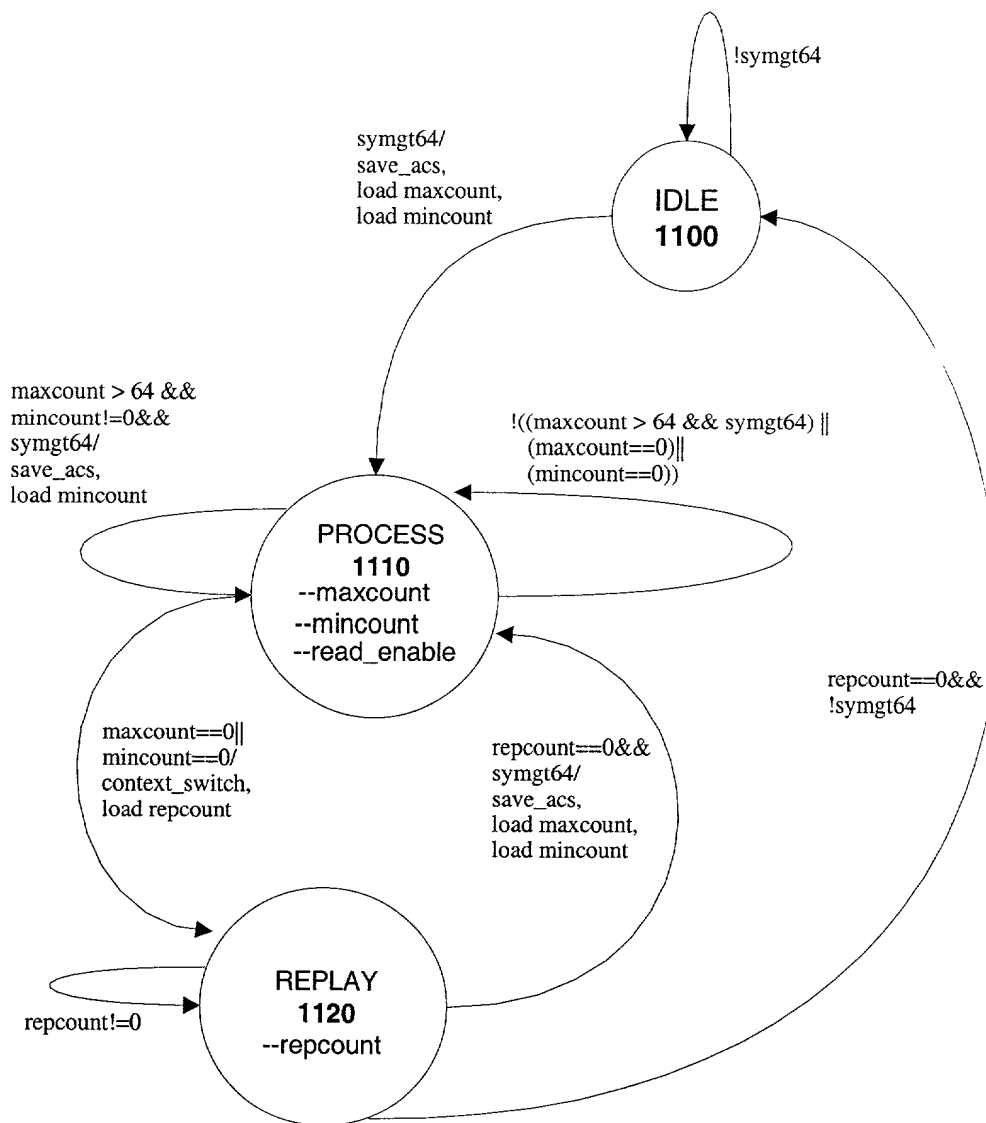 !symgt64
symgt64/
save_acs,
load maxcount,
load mincount
IDLE
1100
maxcount > 64 &&
mincount!=0&&
symgt64/
save_acs,
load mincount
!((maxcount > 64 && symgt64) ||
(maxcount==0)||
(mincount==0))
PROCESS
1110
--maxcount
--mincount
--read_enable
maxcount==0||
mincount==0/
context_switch,
load repcount
repcount==0&&
symgt64/
save_acs,
load maxcount,
load mincount
repcount==0&&
!symgt64
REPLAY
1120
--repcount
repcount!=0